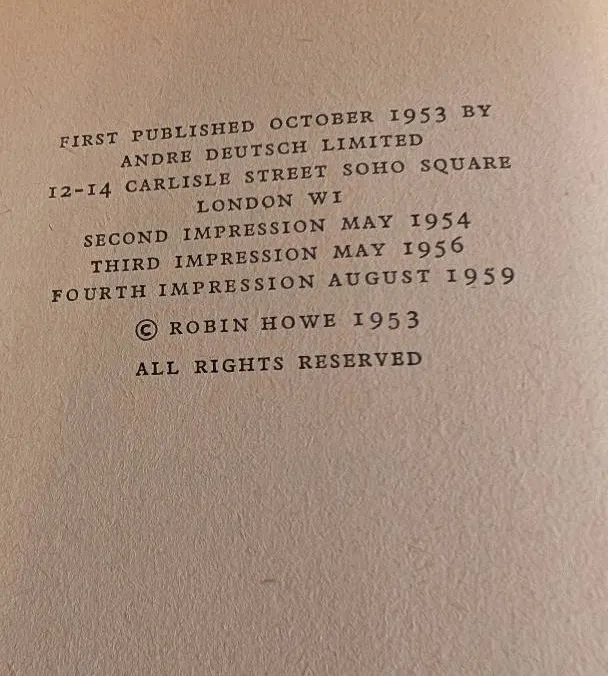 FIRST PUBLISHED OCTOBER 1953 BY
ANDRE DEUTSCH LIMITED
12-14 CARLISLE STREET SOHO SQUARE
LONDON W1
SECOND IMPRESSION MAY 1954
THIRD IMPRESSION MAY 1956
FOURTH IMPRESSION AUGUST 1959
© ROBIN HOWE 1953
ALL RIGHTS RESERVED